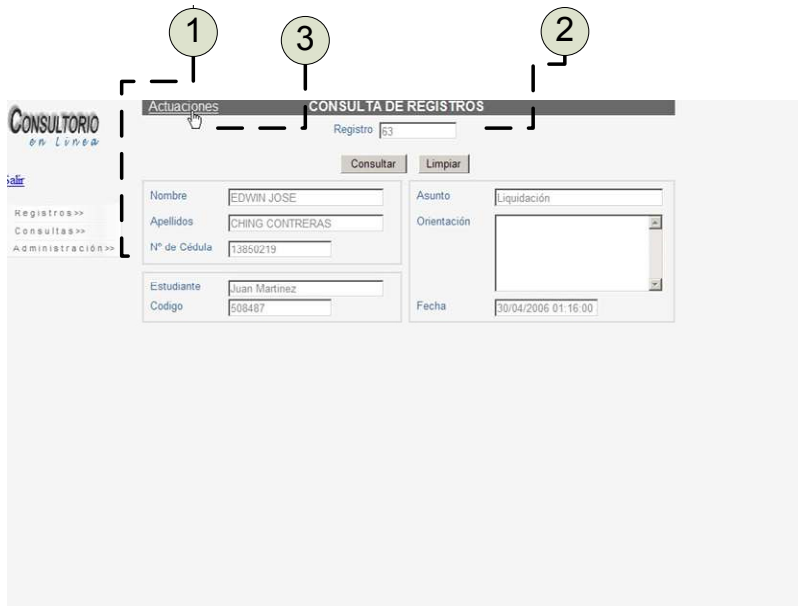 1
3
2
Actuaciones CONSULTA DE REGISTROS
CONSULTORIO
en Línea
Registro 63
Consultar Limpiar
Salir
Registros>>
Consultas>>
Administración>>
Nombre EDWIN JOSE
Apellidos CHING CONTRERAS
Nº de Cédula 13850219
Estudiante Juan Martinez
Codigo 508487
Asunto Liquidación
Orientación
Fecha 30/04/2006 01:16:00